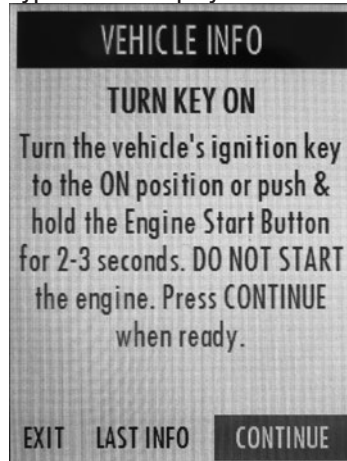 VEHICLE INFO
TURN KEY ON
Turn the vehicle's ignition key
to the ON position or push &
hold the Engine Start Button
for 2-3 seconds. DO NOT START
the engine. Press CONTINUE
when ready.
EXIT LAST INFO CONTINUE